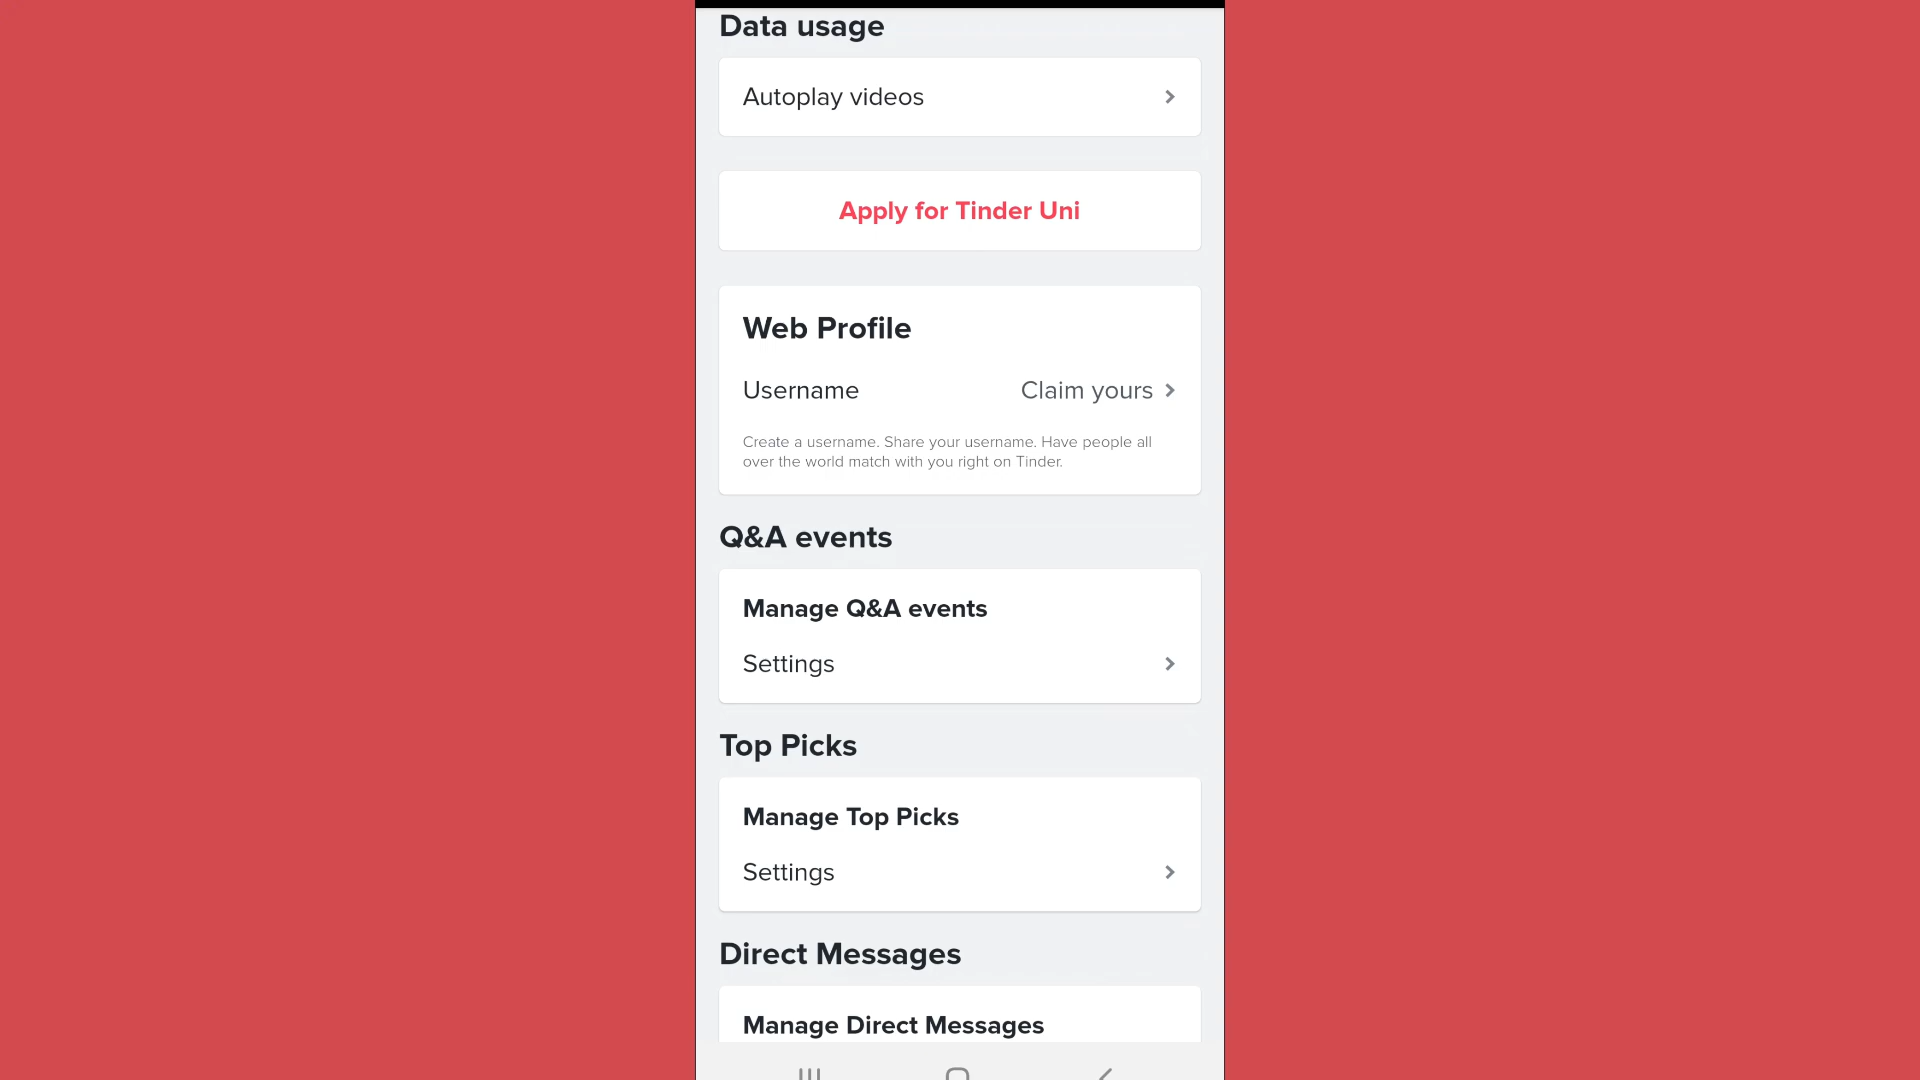 Data usage
Autoplay videos
Apply for Tinder Uni
Web Profile
Username Claim yours
Create a username. Share your username. Have people all
over the world match with you right on Tinder.
Q&A events
Manage Q&A events
Settings
Top Picks
Manage Top Picks
Settings
Direct Messages
Manage Direct Messages